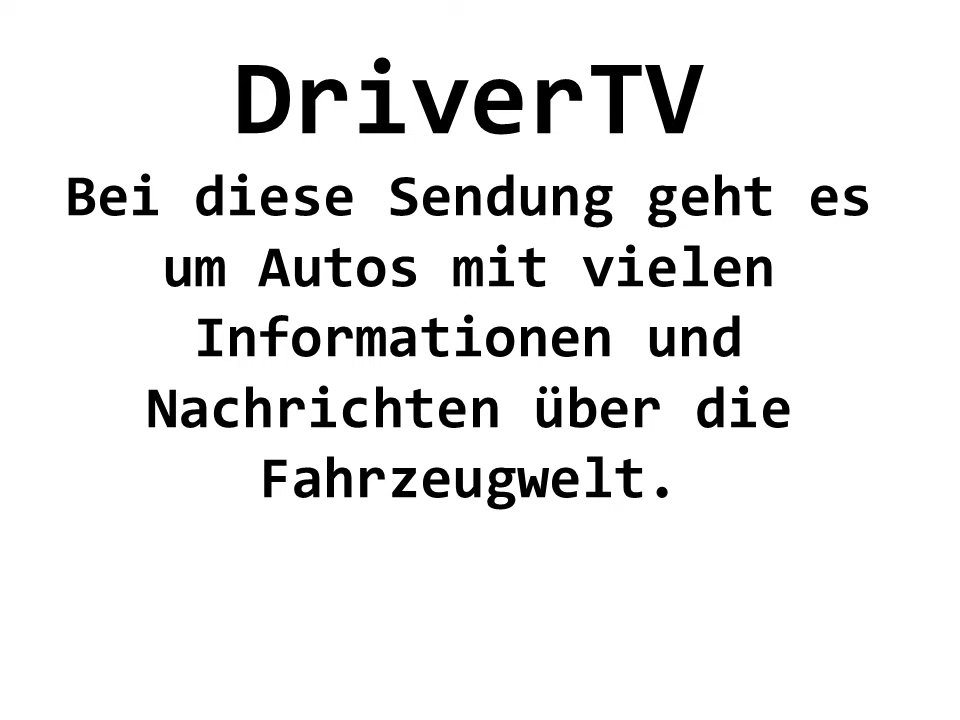 DriverTV
Bei diese Sendung geht es
um Autos mit vielen
Informationen und
Nachrichten über die
Fahrzeugwelt.